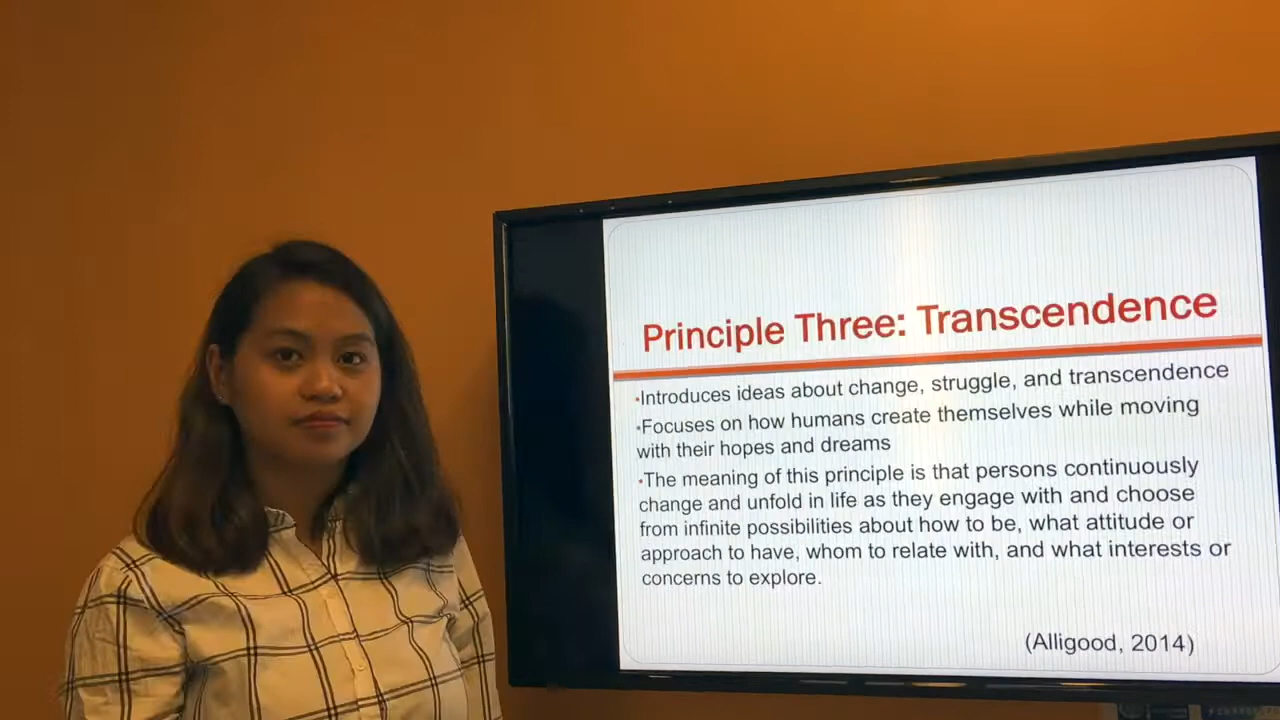 Principle Three: Transcendence
•Introduces ideas about change, struggle, and transcendence
•Focuses on how humans create themselves while moving
with their hopes and dreams
•The meaning of this principle is that persons continuously
change and unfold in life as they engage with and choose
from infinite possibilities about how to be, what attitude or
approach to have, whom to relate with, and what interests or
concerns to explore.
(Alligood, 2014)